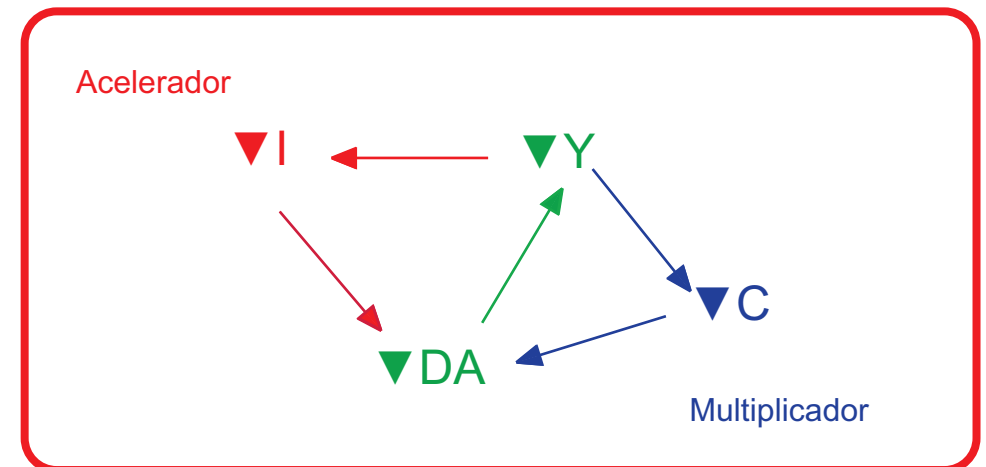 Acelerador
▼I
▼Y
▼C
▼DA
Multiplicador